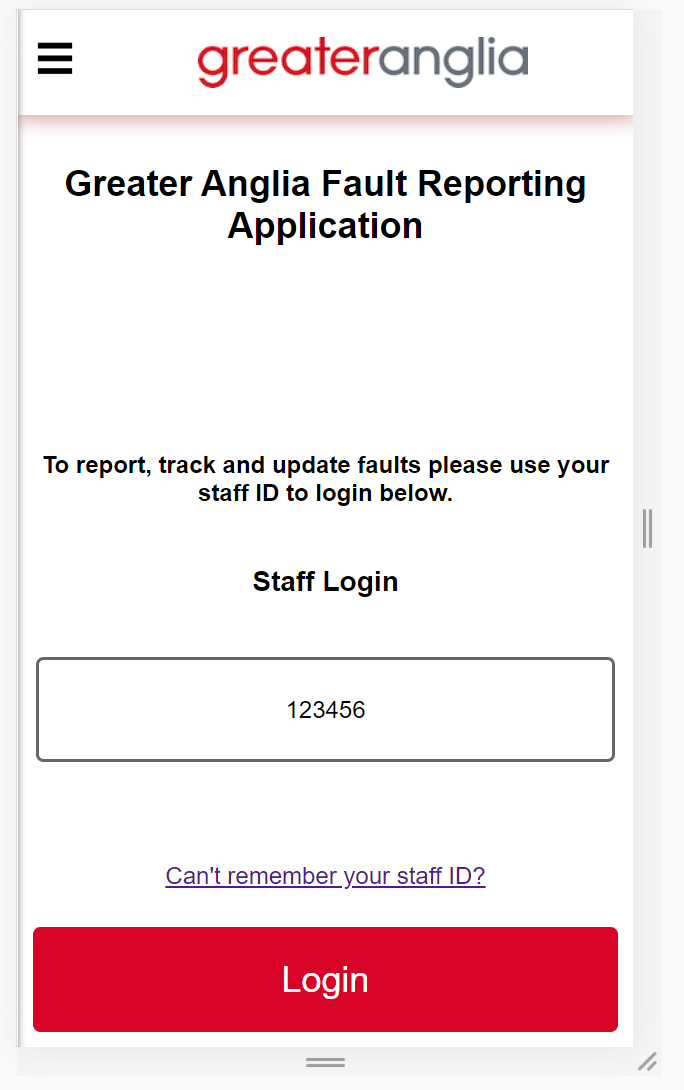 greateranglia
Greater Anglia Fault Reporting
Application
To report, track and update faults please use your
staff ID to login below.
Staff Login
123456
Can't remember your staff ID?
Login